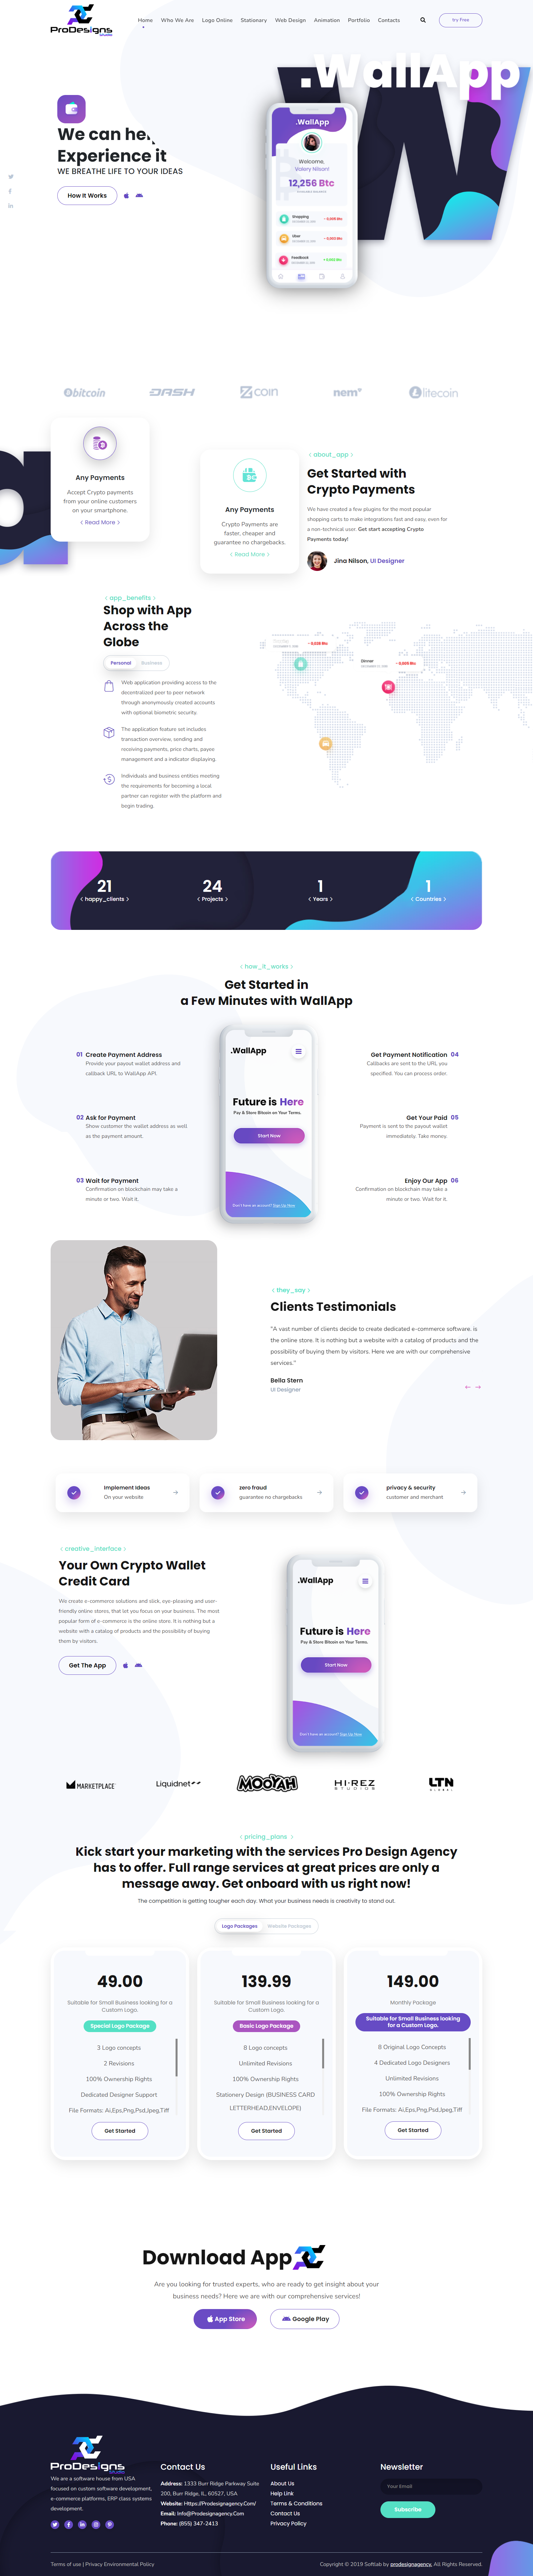 ProDesigns
Home
Who We Are
Logo Online
Stationary
Web Design
Animation
Portfolio
Contacts
try Free
.WallApp
We can he
Experience it
WE BREATHE LIFE TO YOUR IDEAS
How It Works
.WallApp
Welcome,
Valery Nilson!
12,256 Btc
Shopping
Uber
Feedback
bitcoin
DASH
ZCOIN
nem
litecoin
Any Payments
Accept Crypto payments
from your online customers
on your smartphone.
Read More
Any Payments
Crypto Payments are
faster, cheaper and
guarantee no chargebacks.
Read More
about_app
Get Started with
Crypto Payments
We have created a few plugins for the most popular
shopping carts to make integrations fast and easy, even for
a non-technical user. Get start accepting Crypto
Payments today!
Jina Nilson, UI Designer
app_benefits
Shop with App
Across the
Globe
Personal
Business
Web application providing access to the
decentralized peer to peer network
through anonymously created accounts
with optional biometric security.
The application feature set includes
transaction overview, sending and
receiving payments, price charts, payee
management and a indicator displaying.
Individuals and business entities meeting
the requirements for becoming a local
partner can register with the platform and
begin trading.
Dinner
21
happy_clients
24
Projects
1
Years
1
Countries
how_it_works
Get Started in
a Few Minutes with WallApp
01 Create Payment Address
Provide your payout wallet address and
callback URL to WallApp API.
02 Ask for Payment
Show customer the wallet address as well
as the payment amount.
03 Wait for Payment
Confirmation on blockchain may take a
minute or two. Wait it.
.WallApp
Future is Here
Pay & Store Bitcoin on Your Terms.
Start Now
Don't have an account? Sign Up Here
Get Payment Notification 04
Callbacks are sent to the URL you
specified. You can process order.
Get Your Paid 05
Payment is sent to the payout wallet
immediately. Take money.
Enjoy Our App 06
Confirmation on blockchain may take a
minute or two. Wait for it.
they_say
Clients Testimonials
"A vast number of clients decide to create dedicated e-commerce software. is
the online store. It is nothing but a website with a catalog of products and the
possibility of buying them by visitors. Here we are with our comprehensive
services."
Bella Stern
UI Designer
Implement Ideas
On your website
zero fraud
guarantee no chargebacks
privacy & security
customer and merchant
creative_interface
Your Own Crypto Wallet
Credit Card
We create e-commerce solutions and slick, eye-pleasing and user-
friendly online stores, that let you focus on your business. The most
popular form of e-commerce is the online store. It is nothing but a
website with a catalog of products and the possibility of buying
them by visitors.
Get The App
.WallApp
Future is Here
Pay & Store Bitcoin on Your Terms.
Start Now
Don't have an account? Sign Up Here
MARKETPLACE
Liquidnet
MOOYAH
HI-REZ
STUDIOS
LTN
GLOBAL
pricing_plans
Kick start your marketing with the services Pro Design Agency
has to offer. Full range services at great prices are only a
message away. Get onboard with us right now!
The competition is getting tougher each day. What your business needs is creativity to stand out.
Logo Packages
Website Packages
49.00
Suitable for Small Business looking for a
Custom Logo.
Special Logo Package
3 Logo concepts
2 Revisions
100% Ownership Rights
Dedicated Designer Support
File Formats: Ai,Eps,Png,Psd,Jpeg,Tiff
Get Started
139.99
Suitable for Small Business looking for a
Custom Logo.
Basic Logo Package
8 Logo concepts
Unlimited Revisions
100% Ownership Rights
Stationery Design (BUSINESS CARD
LETTERHEAD,ENVELOPE)
Get Started
149.00
Monthly Package
Suitable for Small Business looking
for a Custom Logo.
8 Original Logo Concepts
4 Dedicated Logo Designers
Unlimited Revisions
100% Ownership Rights
File Formats: Ai,Eps,Png,Psd,Jpeg,Tiff
Get Started
Download App
Are you looking for trusted experts, who are ready to get insight about your
business needs? Here we are with our comprehensive services!
App Store
Google Play
ProDesigns
We are a software house from USA
focused on custom software development,
e-commerce platforms, ERP class systems
development.
Contact Us
Address: 1333 Burr Ridge Parkway Suite
200, Burr Ridge, IL, 60527, USA
Website: Https://Prodesignagency.Com/
Email: Info@Prodesignagency.Com
Phone: (855) 347-2413
Useful Links
About Us
Help Link
Terms & Conditions
Contact Us
Privacy Policy
Newsletter
Your Email
Subscribe
Terms of use | Privacy Environmental Policy
Copyright © 2019 Softlab by prodesignagency. All Rights Reserved.